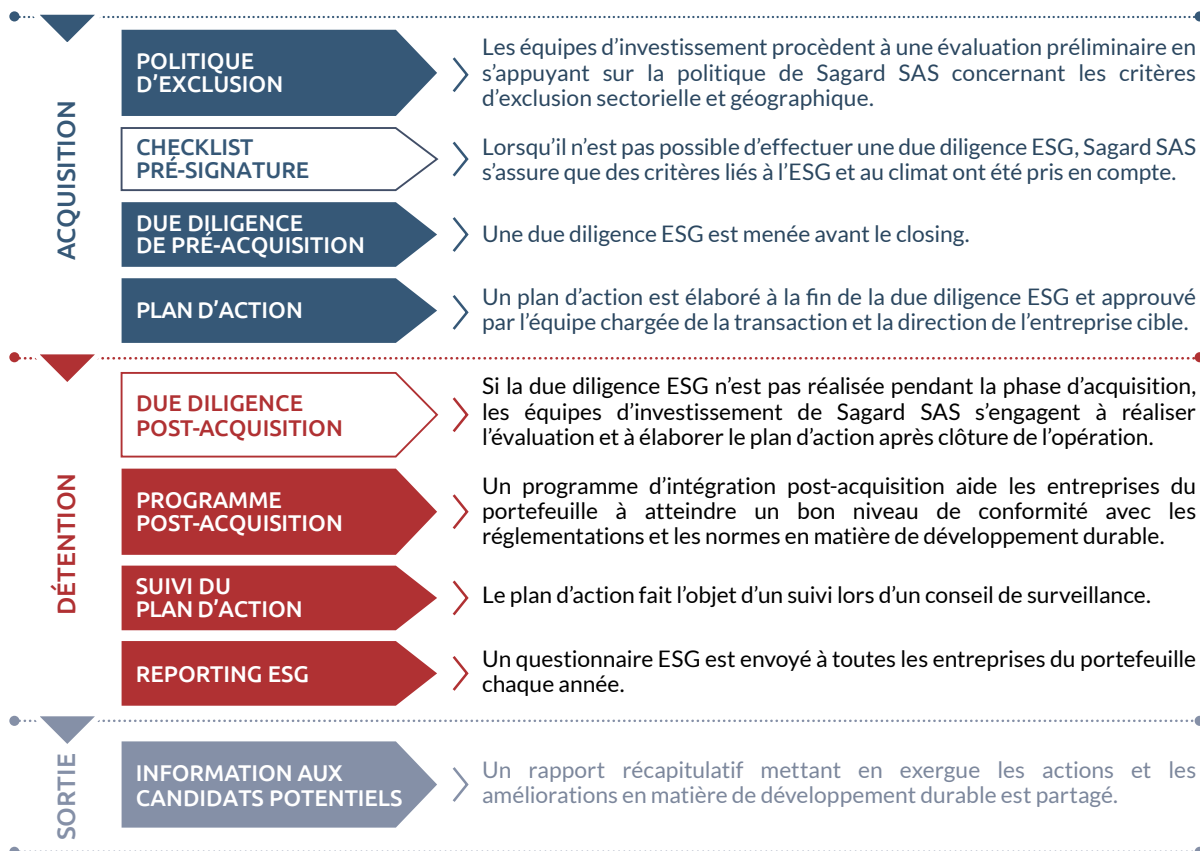 ACQUISITION
POLITIQUE
D’EXCLUSION
Les équipes d’investissement procèdent à une évaluation préliminaire en
s’appuyant sur la politique de Sagard SAS concernant les critères
d’exclusion sectorielle et géographique.
CHECKLIST
PRÉ-SIGNATURE
Lorsqu’il n’est pas possible d’effectuer une due diligence ESG, Sagard SAS
s’assure que des critères liés à l’ESG et au climat ont été pris en compte.
DUE DILIGENCE
DE PRÉ-ACQUISITION
Une due diligence ESG est menée avant le closing.
PLAN D’ACTION
Un plan d’action est élaboré à la fin de la due diligence ESG et approuvé
par l’équipe chargée de la transaction et la direction de l’entreprise cible.
DÉTENTION
DUE DILIGENCE
POST-ACQUISITION
Si la due diligence ESG n’est pas réalisée pendant la phase d’acquisition,
les équipes d’investissement de Sagard SAS s’engagent à réaliser
l’évaluation et à élaborer le plan d’action après clôture de l’opération.
PROGRAMME
POST-ACQUISITION
Un programme d’intégration post-acquisition aide les entreprises du
portefeuille à atteindre un bon niveau de conformité avec les
réglementations et les normes en matière de développement durable.
SUIVI DU
PLAN D’ACTION
Le plan d’action fait l’objet d’un suivi lors d’un conseil de surveillance.
REPORTING ESG
Un questionnaire ESG est envoyé à toutes les entreprises du portefeuille
chaque année.
SORTIE
INFORMATION AUX
CANDIDATS POTENTIELS
Un rapport récapitulatif mettant en exergue les actions et les
améliorations en matière de développement durable est partagé.